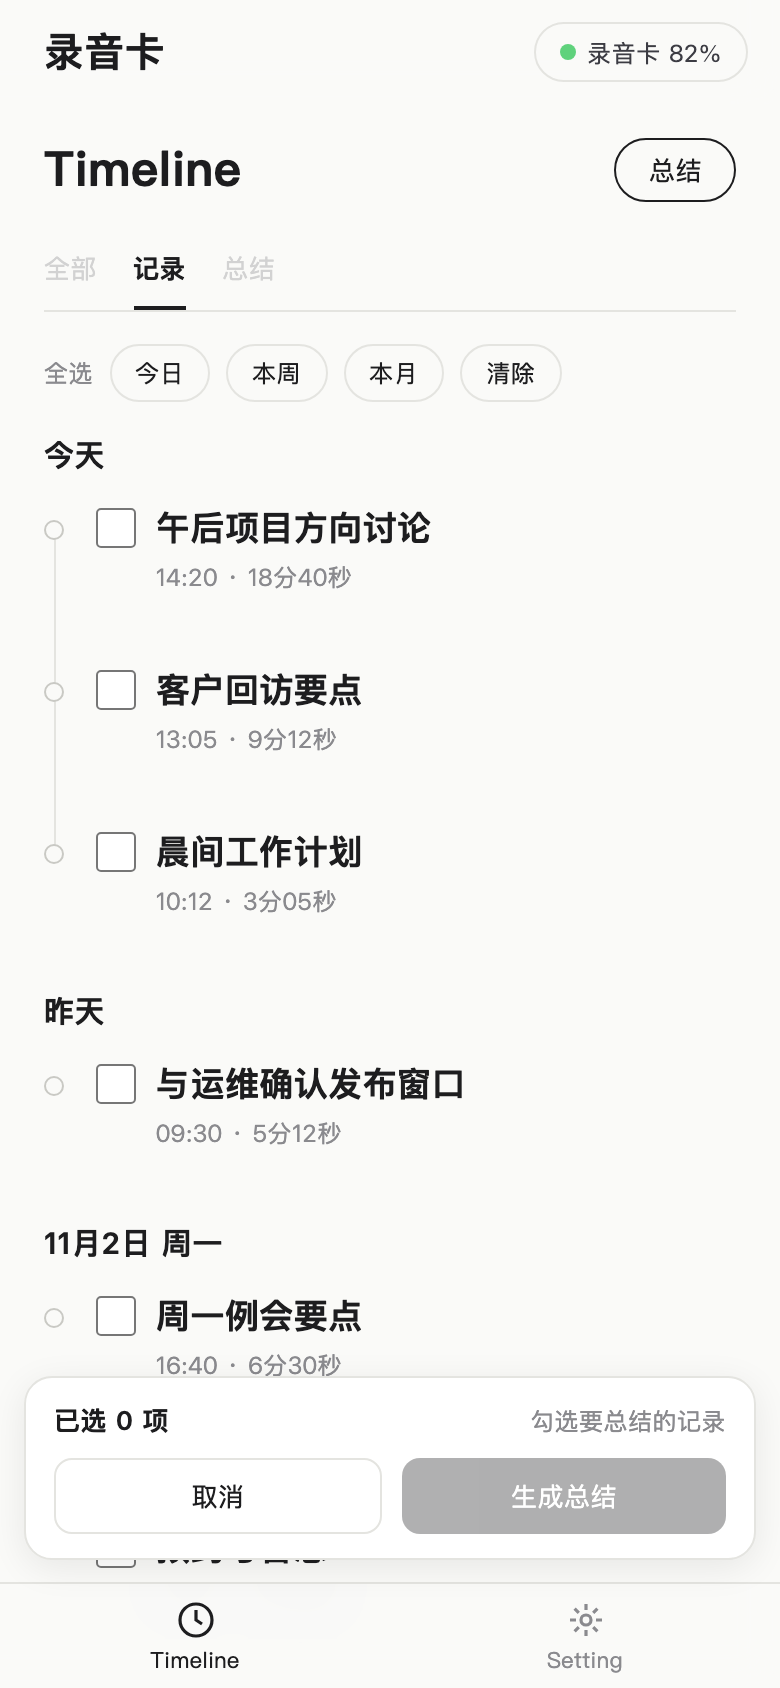 录音卡
录音卡 82%
Timeline
总结
全部 记录 总结
全选 今日 本周 本月 清除
今天
午后项目方向讨论
14:20 · 18分40秒
客户回访要点
13:05 · 9分12秒
晨间工作计划
10:12 · 3分05秒
昨天
与运维确认发布窗口
09:30 · 5分12秒
11月2日 周一
周一例会要点
16:40 · 6分30秒
已选 0 项 勾选要总结的记录
取消 生成总结
Timeline Setting